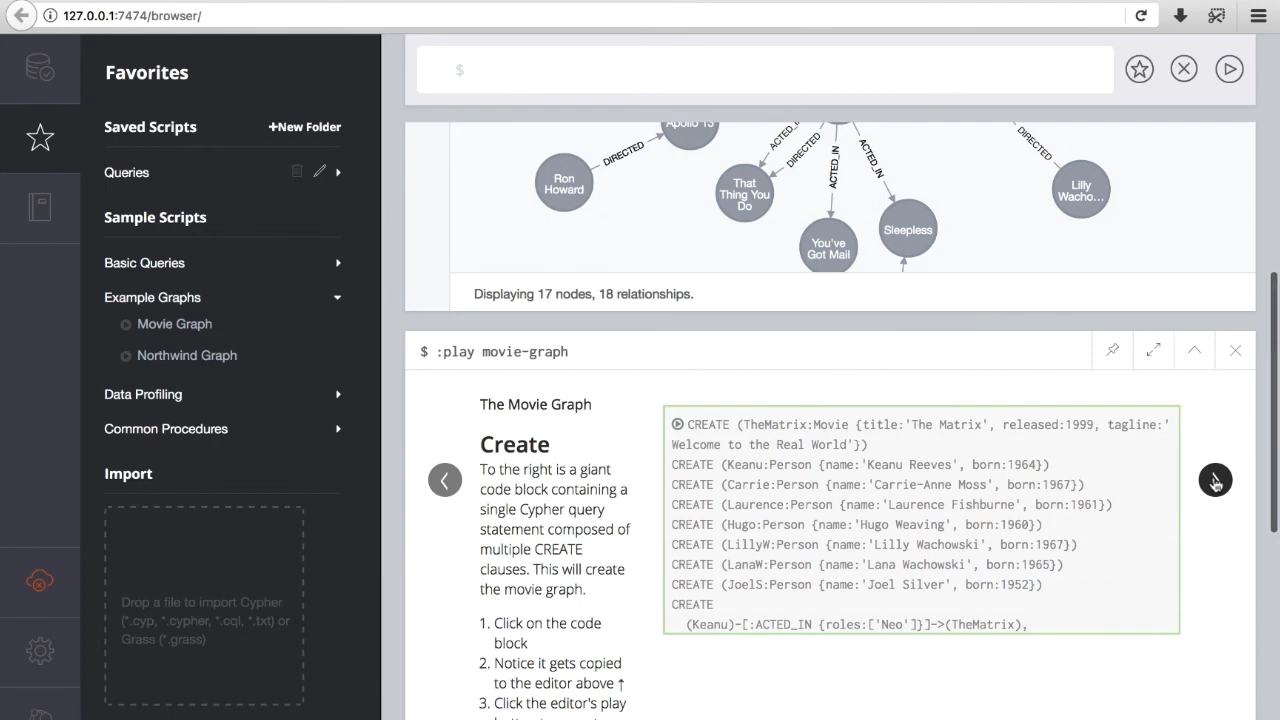 127.0.0.1:7474/browser/
Favorites
Saved Scripts
+New Folder
Queries
Sample Scripts
Basic Queries
Example Graphs
Movie Graph
Northwind Graph
Data Profiling
Common Procedures
Import
Drop a file to import Cypher
(*.cyp, *.cypher, *.cql, *.txt) or
Grass (*.grass)
$
Apollo 13
ACTED_IN
DIRECTED
DIRECTED
ACTED_IN
ACTED_IN
DIRECTED
Ron
Howard
That
Thing You
Do
You've
Got Mail
Sleepless
Lilly
Wacho...
Displaying 17 nodes, 18 relationships.
$ :play movie-graph
The Movie Graph
Create
To the right is a giant
code block containing a
single Cypher query
statement composed of
multiple CREATE
clauses. This will create
the movie graph.
1. Click on the code
block
2. Notice it gets copied
to the editor above ↑
3. Click the editor's play
CREATE (TheMatrix:Movie {title:'The Matrix', released:1999, tagline:'
Welcome to the Real World'})
CREATE (Keanu:Person {name:'Keanu Reeves', born:1964})
CREATE (Carrie:Person {name:'Carrie-Anne Moss', born:1967})
CREATE (Laurence:Person {name:'Laurence Fishburne', born:1961})
CREATE (Hugo:Person {name:'Hugo Weaving', born:1960})
CREATE (LillyW:Person {name:'Lilly Wachowski', born:1967})
CREATE (LanaW:Person {name:'Lana Wachowski', born:1965})
CREATE (JoelS:Person {name:'Joel Silver', born:1952})
CREATE
(Keanu)-[:ACTED_IN {roles:['Neo']}]->(TheMatrix),